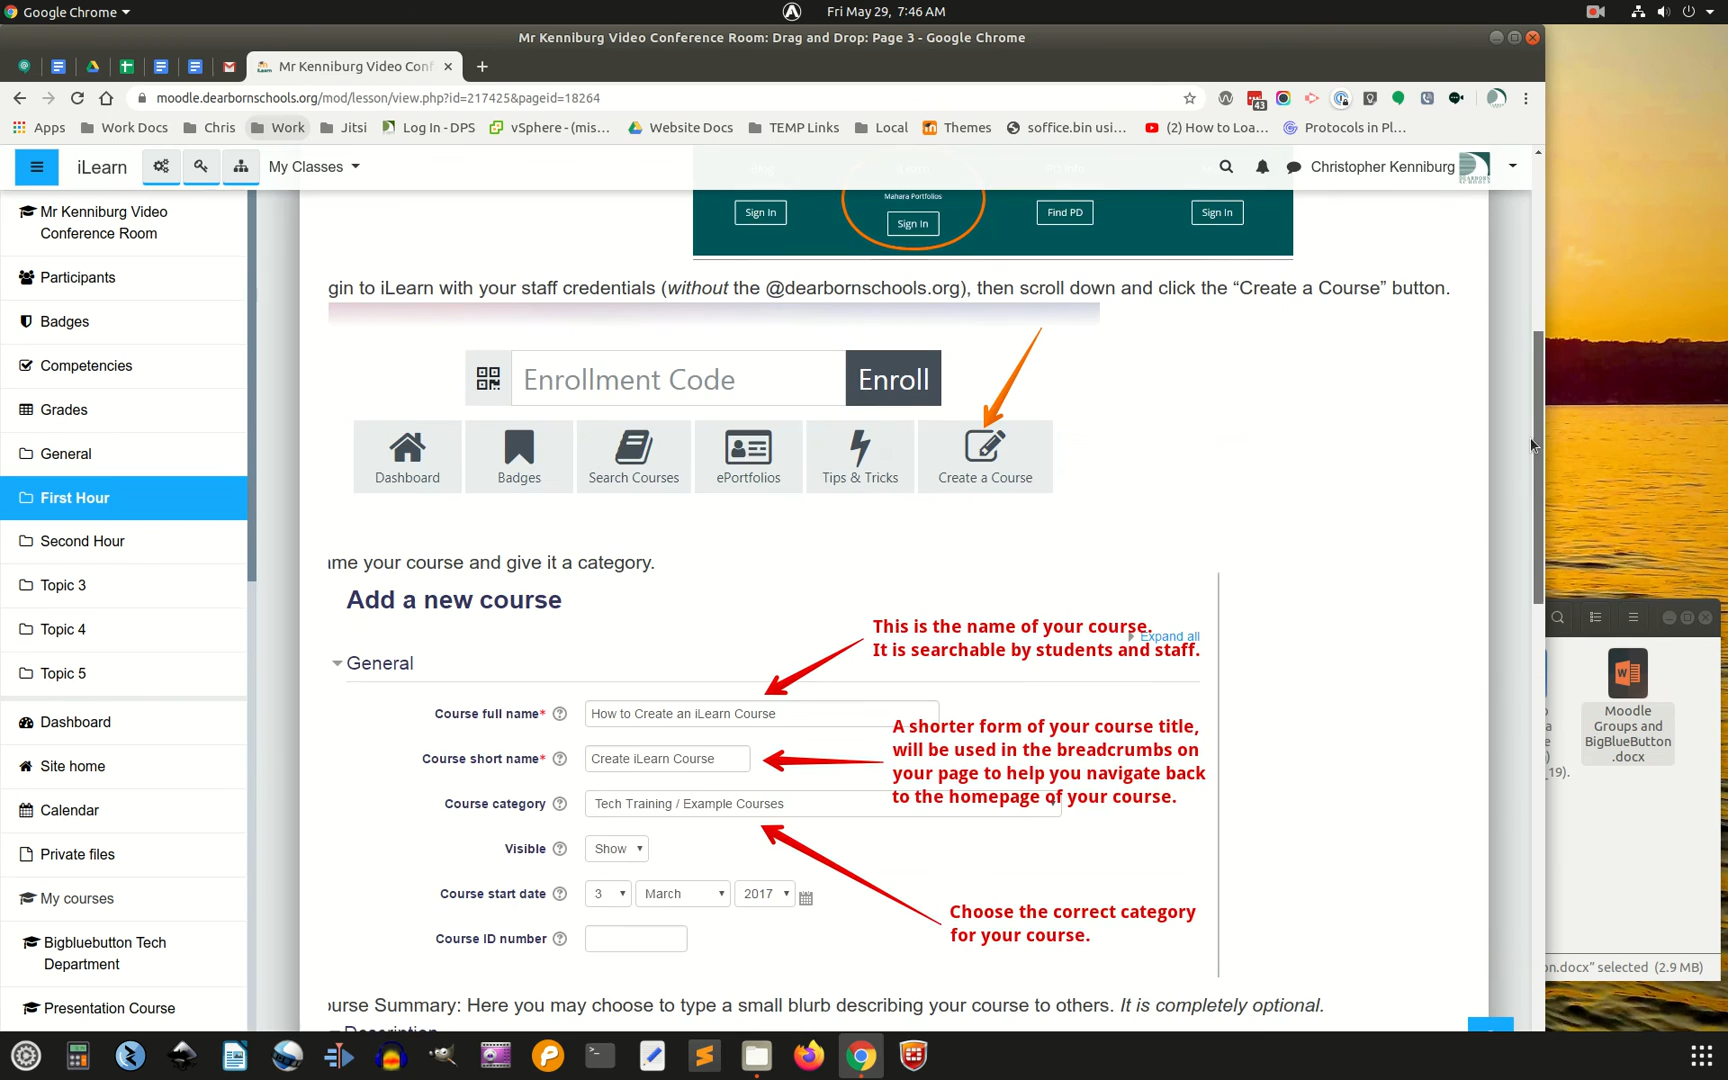 Google Chrome
Fri May 29, 7:46 AM
Mr Kenniburg Video Conference Room: Drag and Drop: Page 3 - Google Chrome
Mr Kenniburg Video Conf
moodle.dearbornschools.org/mod/lesson/view.php?id=217425&pageid=18264
43
Apps
Work Docs
Chris
Work
Jitsi
Log In - DPS
vSphere - (mis...
Website Docs
TEMP Links
Local
Themes
soffice.bin usi...
(2) How to Loa...
Protocols in Pl...
iLearn
My Classes
Christopher Kenniburg
Mr Kenniburg Video
Conference Room
Participants
Badges
Competencies
Grades
General
First Hour
Second Hour
Topic 3
Topic 4
Topic 5
Dashboard
Site home
Calendar
Private files
My courses
Bigbluebutton Tech
Department
Presentation Course
Mahara Portfolios
Sign In
Sign In
Find PD
Sign In
gin to iLearn with your staff credentials (without the @dearbornschools.org), then scroll down and click the “Create a Course” button.
Enrollment Code
Enroll
Dashboard
Badges
Search Courses
ePortfolios
Tips & Tricks
Create a Course
me your course and give it a category.
Add a new course
This is the name of your course.
It is searchable by students and staff.
Expand all
General
Course full name*
How to Create an iLearn Course
A shorter form of your course title,
will be used in the breadcrumbs on
your page to help you navigate back
to the homepage of your course.
Course short name*
Create iLearn Course
Course category
Tech Training / Example Courses
Visible
Show
Course start date
3
March
2017
Choose the correct category
for your course.
Course ID number
urse Summary: Here you may choose to type a small blurb describing your course to others. It is completely optional.
Description
W
Moodle
Groups and
BigBlueButton
.docx
_19).
on.docx” selected (2.9 MB)